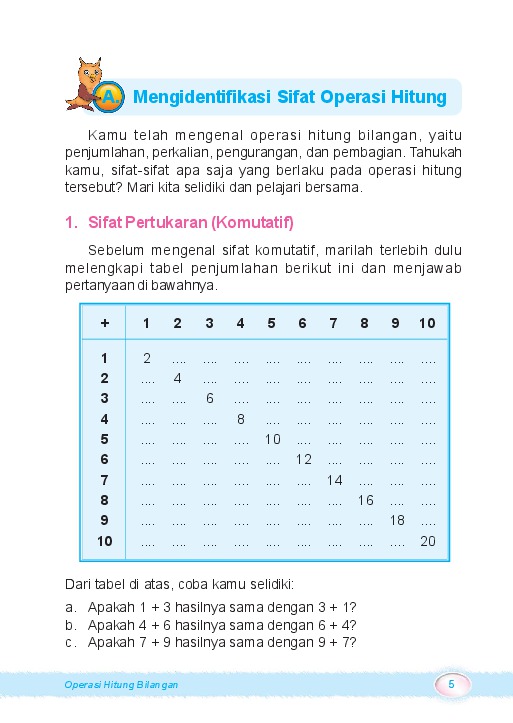 A. Mengidentifikasi Sifat Operasi Hitung
Kamu telah mengenal operasi hitung bilangan, yaitu
penjumlahan, perkalian, pengurangan, dan pembagian. Tahukah
kamu, sifat-sifat apa saja yang berlaku pada operasi hitung
tersebut? Mari kita selidiki dan pelajari bersama.
1. Sifat Pertukaran (Komutatif)
Sebelum mengenal sifat komutatif, marilah terlebih dulu
melengkapi tabel penjumlahan berikut ini dan menjawab
pertanyaan di bawahnya.
+ 1 2 3 4 5 6 7 8 9 10
1 2 .... .... .... .... .... .... .... .... ....
2 .... 4 .... .... .... .... .... .... .... ....
3 .... .... 6 .... .... .... .... .... .... ....
4 .... .... .... 8 .... .... .... .... .... ....
5 .... .... .... .... 10 .... .... .... .... ....
6 .... .... .... .... .... 12 .... .... .... ....
7 .... .... .... .... .... .... 14 .... .... ....
8 .... .... .... .... .... .... .... 16 .... ....
9 .... .... .... .... .... .... .... .... 18 ....
10 .... .... .... .... .... .... .... .... .... 20
Dari tabel di atas, coba kamu selidiki:
a. Apakah 1 + 3 hasilnya sama dengan 3 + 1?
b. Apakah 4 + 6 hasilnya sama dengan 6 + 4?
c. Apakah 7 + 9 hasilnya sama dengan 9 + 7?
Operasi Hitung Bilangan 5